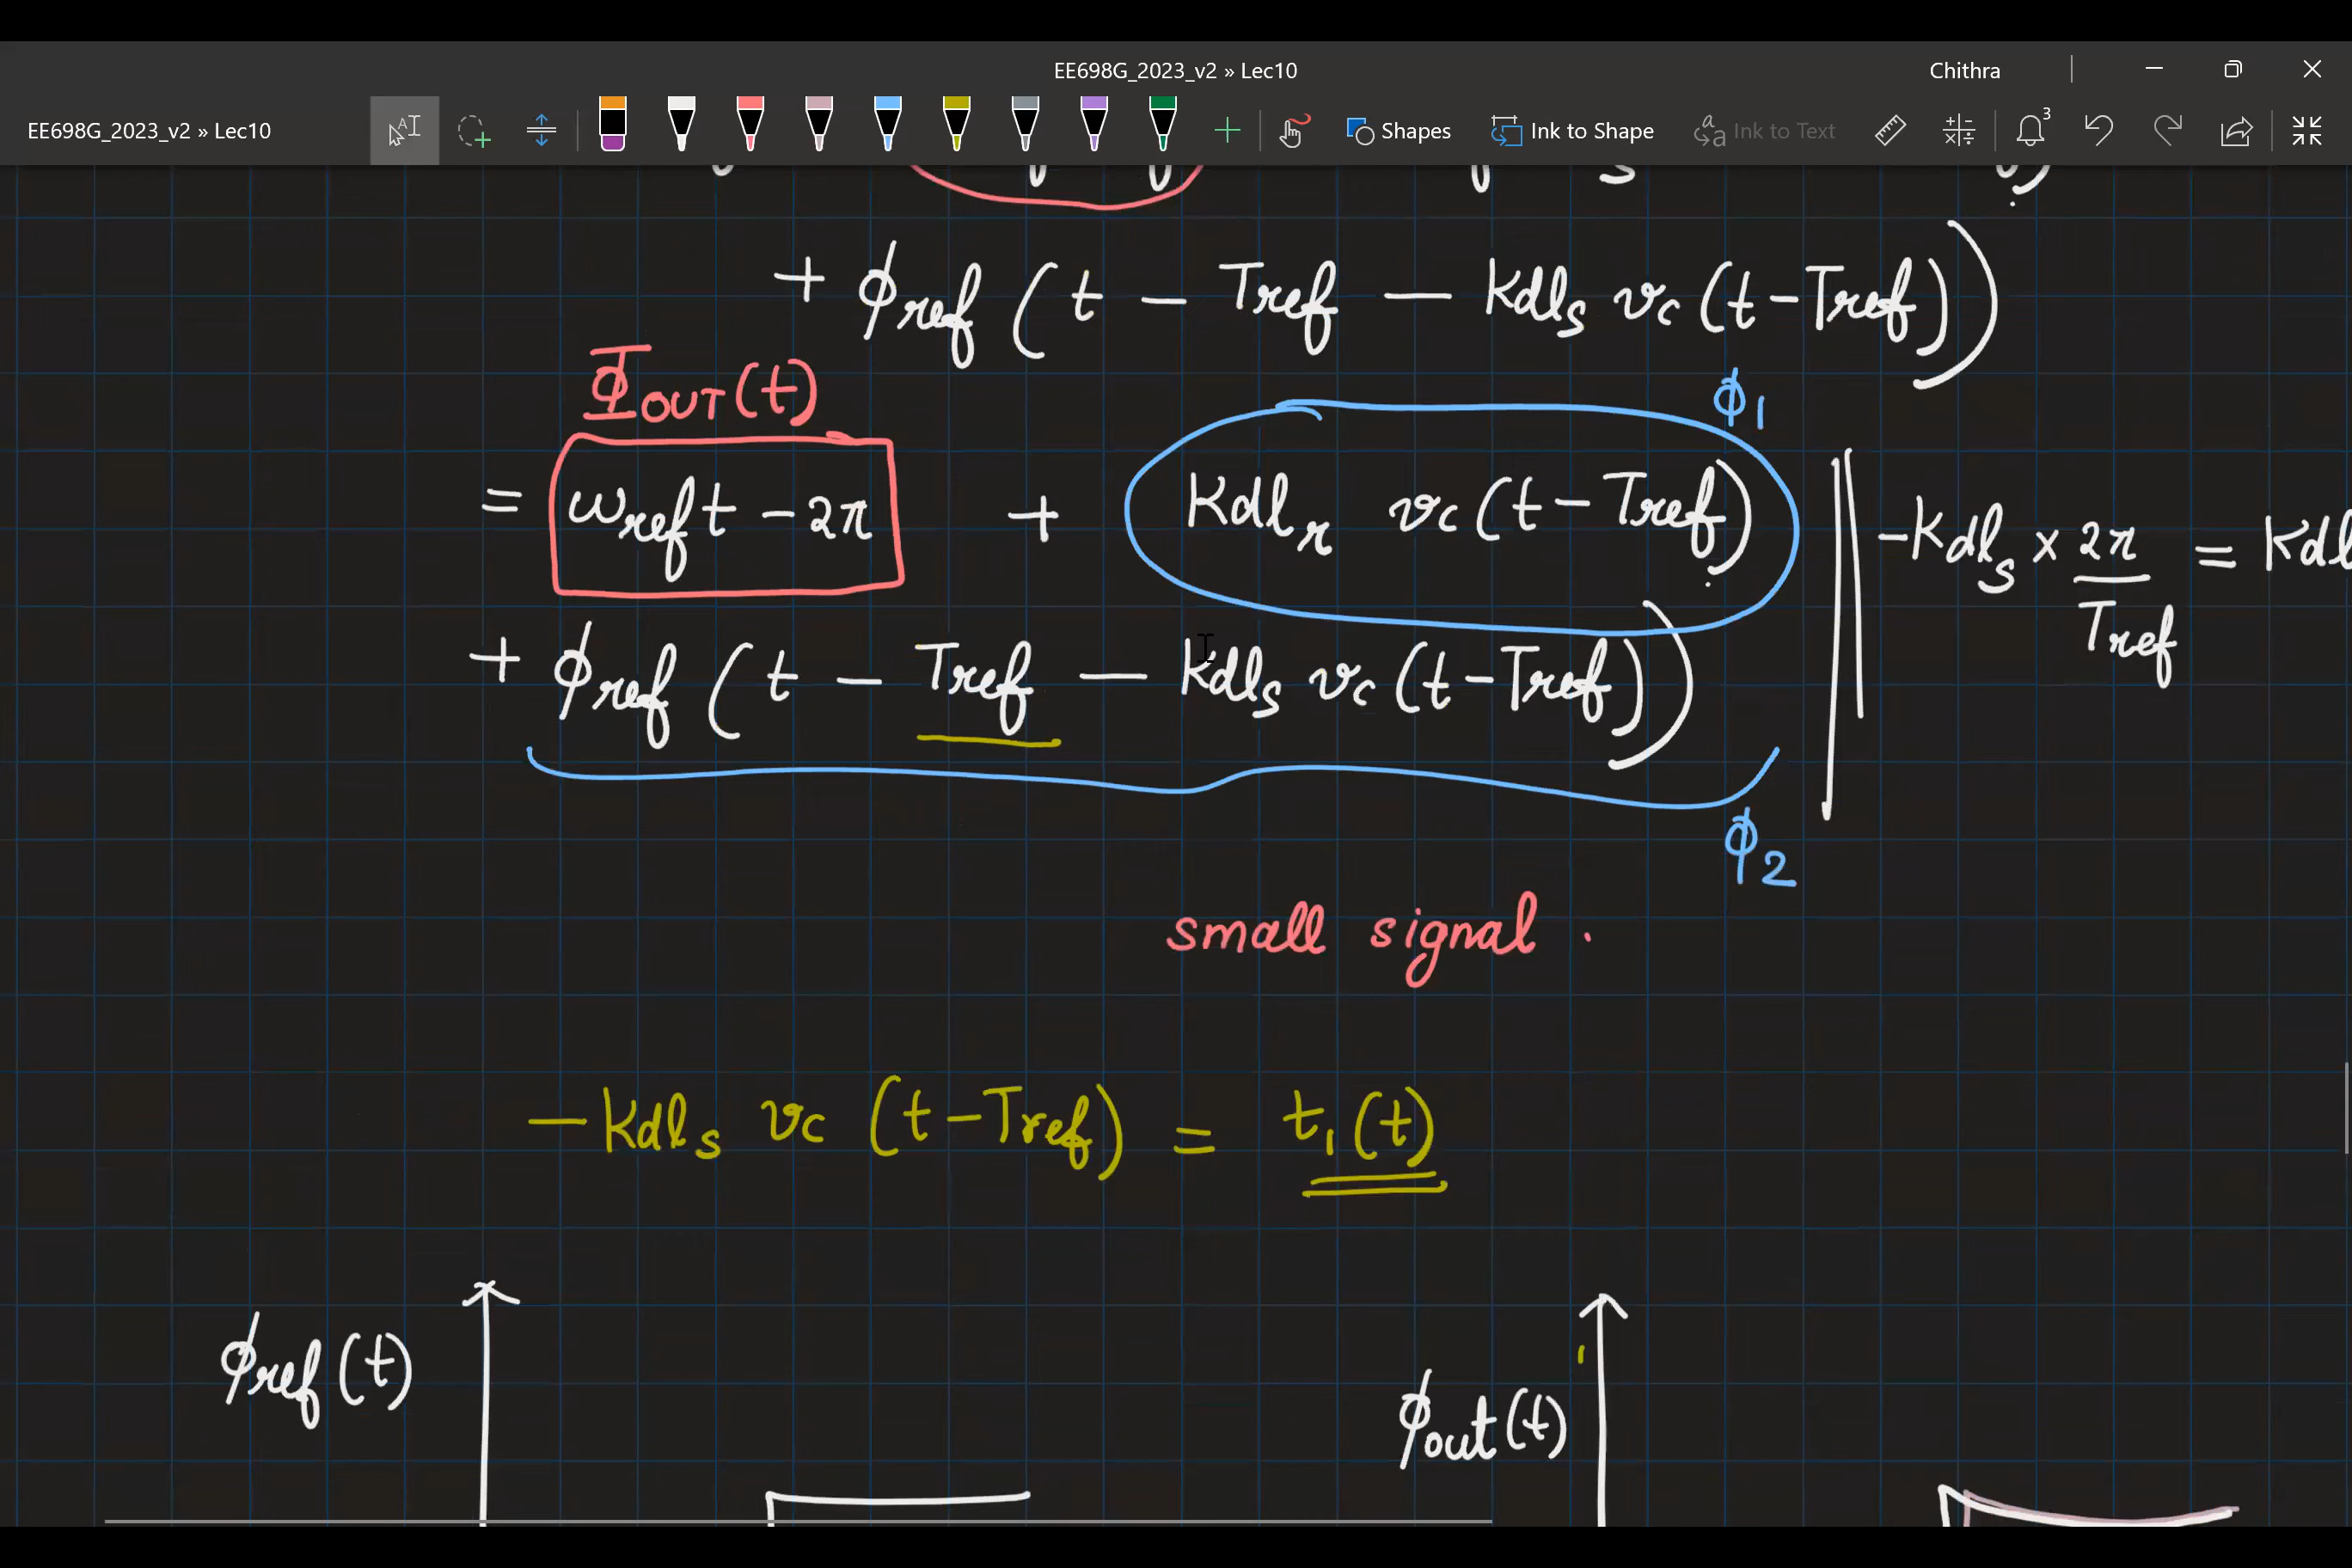 EE698G_2023_v2 » Lec10
Chithra
EE698G_2023_v2 » Lec10
Shapes
Ink to Shape
Ink to Text
3
+ ϕref (t − Tref − Kdls vc (t − Tref))
Φout(t)
ϕ1
= ωref t − 2π + Kdlr vc (t − Tref)
−Kdls × 2π / Tref = Kdl
+ ϕref (t − Tref − Kdls vc (t − Tref))
ϕ2
small signal .
− Kdls vc (t − Tref) = t1(t)
ϕref (t)
ϕout (t)